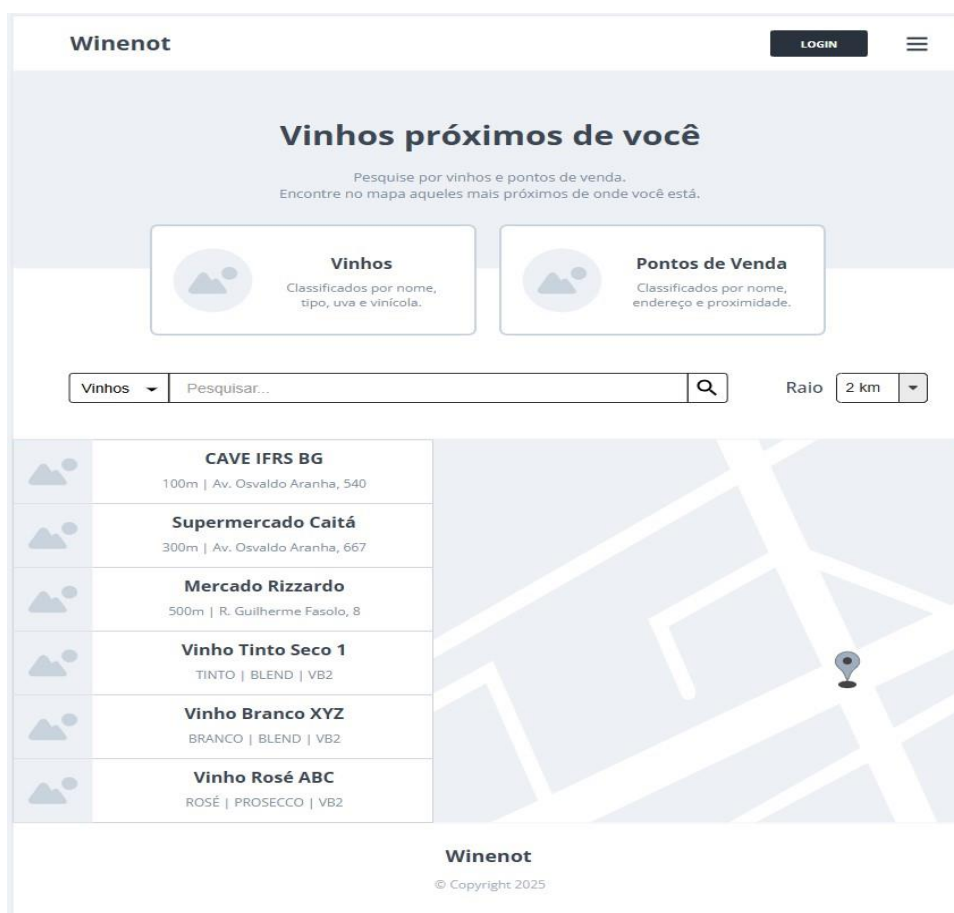 Winenot
LOGIN
Vinhos próximos de você
Pesquise por vinhos e pontos de venda.
Encontre no mapa aqueles mais próximos de onde você está.
Vinhos
Classificados por nome,
tipo, uva e vinícola.
Pontos de Venda
Classificados por nome,
endereço e proximidade.
Vinhos
Pesquisar...
Raio
2 km
CAVE IFRS BG
100m | Av. Osvaldo Aranha, 540
Supermercado Caitá
300m | Av. Osvaldo Aranha, 667
Mercado Rizzardo
500m | R. Guilherme Fasolo, 8
Vinho Tinto Seco 1
TINTO | BLEND | VB2
Vinho Branco XYZ
BRANCO | BLEND | VB2
Vinho Rosé ABC
ROSÉ | PROSECCO | VB2
Winenot
© Copyright 2025